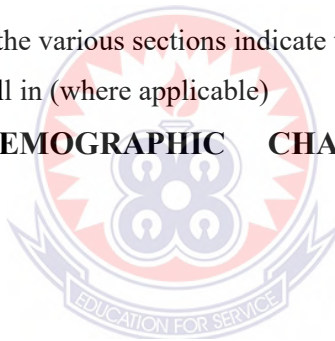 the various sections indicate
ll in (where applicable)
EMOGRAPHIC CHA
EDUCATION FOR SERVICE